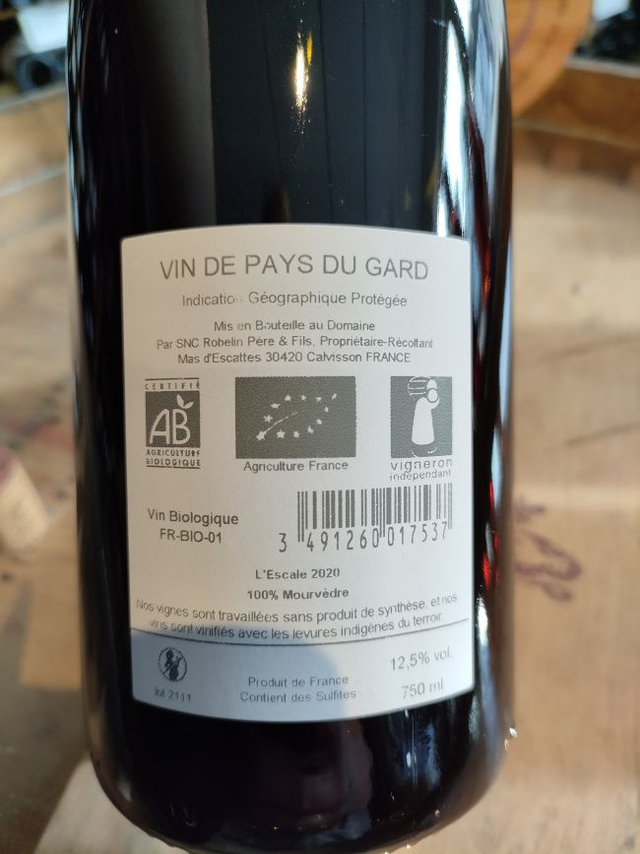 VIN DE PAYS DU GARD
Indication Géographique Protégée
Mis en Bouteille au Domaine
Par SNC Robelin Père & Fils, Propriétaire-Récoltant
Mas d'Escattes 30420 Calvisson FRANCE
CERTIFIÉ
AB
AGRICULTURE
BIOLOGIQUE
Agriculture France
vigneron
indépendant
Vin Biologique
FR-BIO-01
3 491260 017537
L'Escale 2020
100% Mourvèdre
Nos vignes sont travaillées sans produit de synthèse, et nos
vins sont vinifiés avec les levures indigènes du terroir.
lot 2111
Produit de France
Contient des Sulfites
12,5% vol.
750 ml